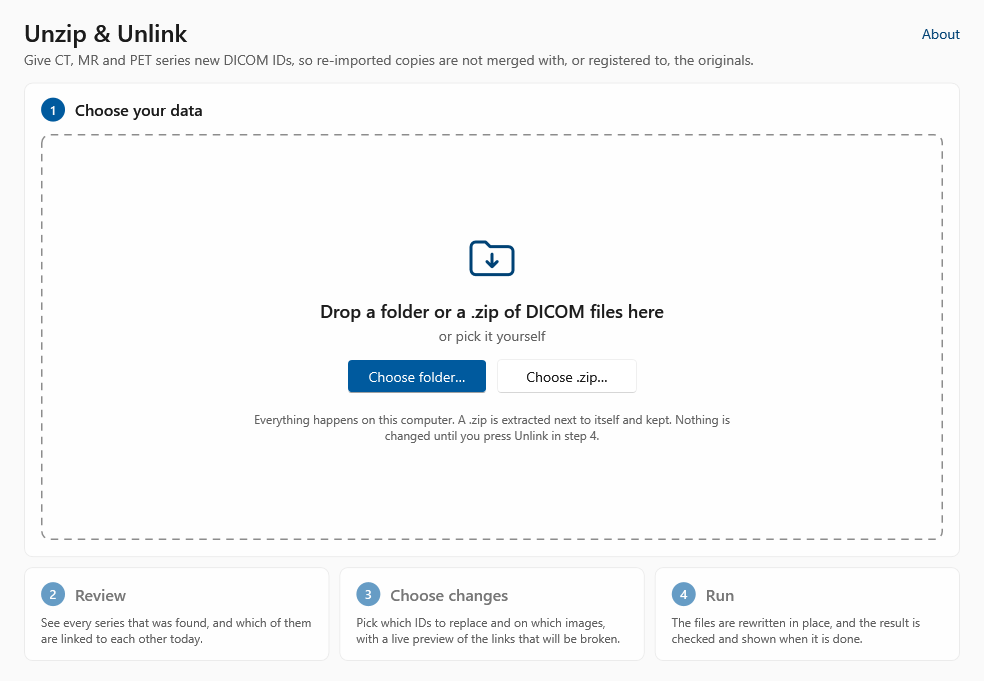 Unzip & Unlink
About
Give CT, MR and PET series new DICOM IDs, so re-imported copies are not merged with, or registered to, the originals.
1 Choose your data
Drop a folder or a .zip of DICOM files here
or pick it yourself
Choose folder...
Choose .zip...
Everything happens on this computer. A .zip is extracted next to itself and kept. Nothing is
changed until you press Unlink in step 4.
2 Review
See every series that was found, and which of them
are linked to each other today.
3 Choose changes
Pick which IDs to replace and on which images,
with a live preview of the links that will be broken.
4 Run
The files are rewritten in place, and the result is
checked and shown when it is done.